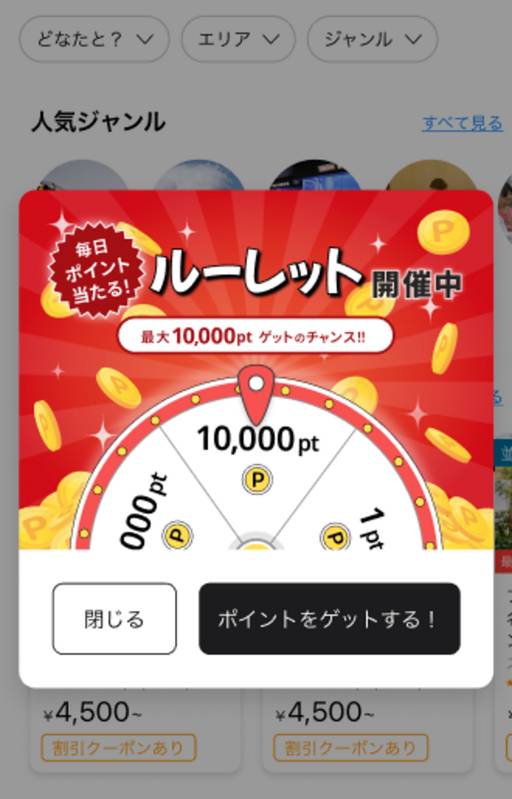 どなたと？
エリア
ジャンル
人気ジャンル
すべて見る
毎日
ポイント
当たる!
ルーレット 開催中
最大10,000pt ゲットのチャンス!!
10,000pt
P
000pt
P
1pt
P
閉じる
ポイントをゲットする！
¥4,500~
¥4,500~
割引クーポンあり
割引クーポンあり